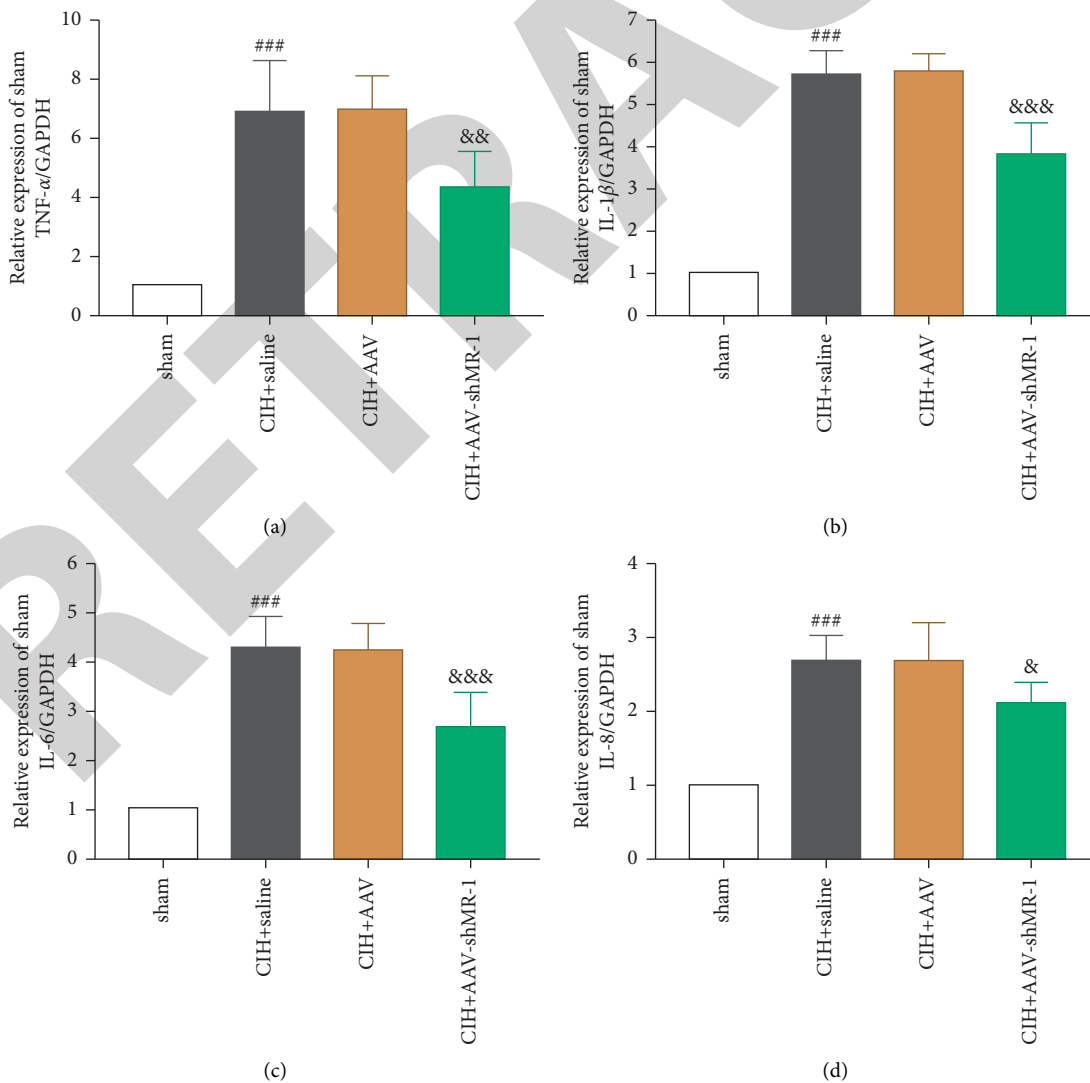 RETRAC
10
8
6
4
2
0
Relative expression of sham
TNF-α/GAPDH
###
&&
sham
CIH+saline
CIH+AAV
CIH+AAV-shMR-1
(a)
7
6
5
4
3
2
1
0
Relative expression of sham
IL-1β/GAPDH
###
&&&
sham
CIH+saline
CIH+AAV
CIH+AAV-shMR-1
(b)
6
5
4
3
2
1
0
Relative expression of sham
IL-6/GAPDH
###
&&&
sham
CIH+saline
CIH+AAV
CIH+AAV-shMR-1
(c)
4
3
2
1
0
Relative expression of sham
IL-8/GAPDH
###
&
sham
CIH+saline
CIH+AAV
CIH+AAV-shMR-1
(d)